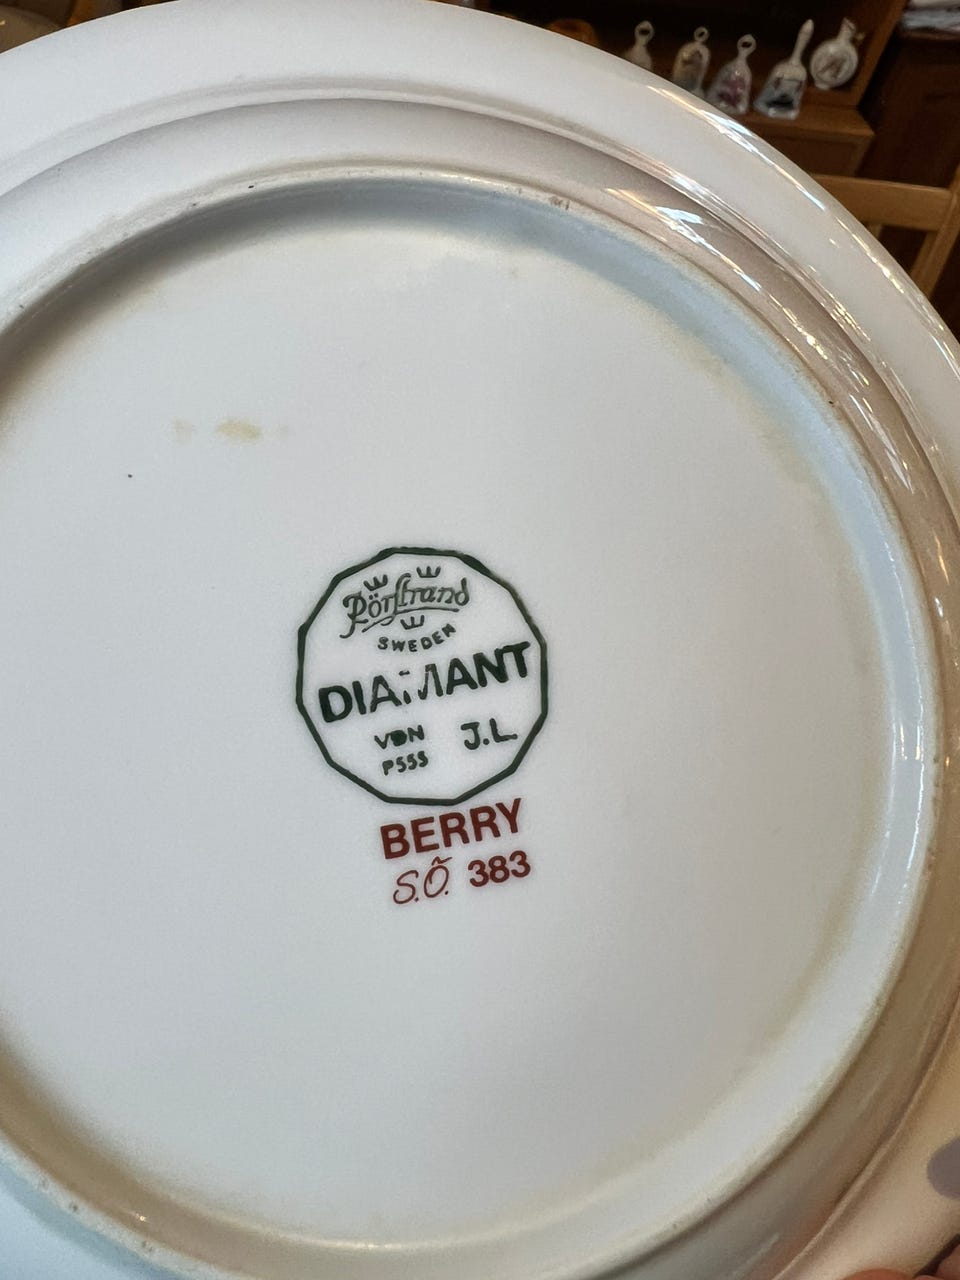 Rörstrand
SWEDEN
DIAMANT
VDN J.L.
P555
BERRY
S.Ö. 383